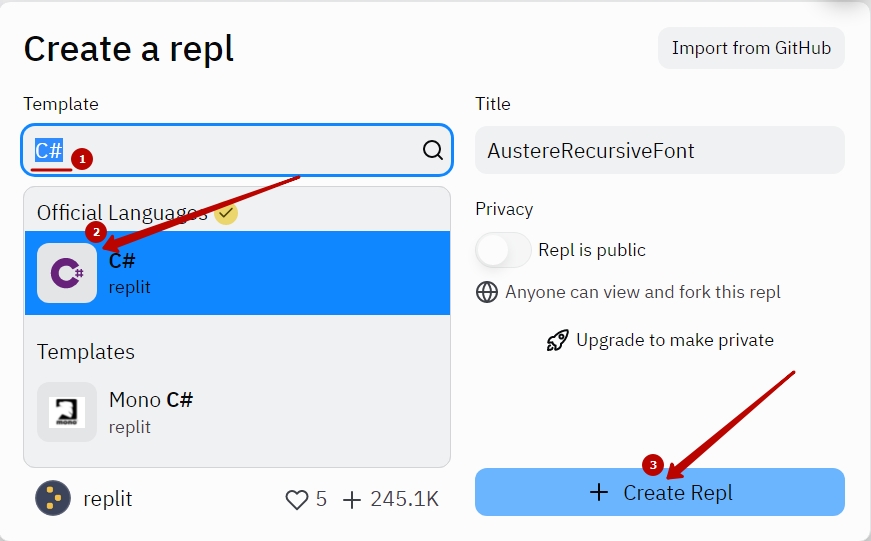 Create a repl
Import from GitHub
Template
C#
1
Official Languages
2
C#
replit
Templates
Mono C#
mono
replit
replit
5
245.1K
Title
AustereRecursiveFont
Privacy
Repl is public
Anyone can view and fork this repl
Upgrade to make private
3
Create Repl